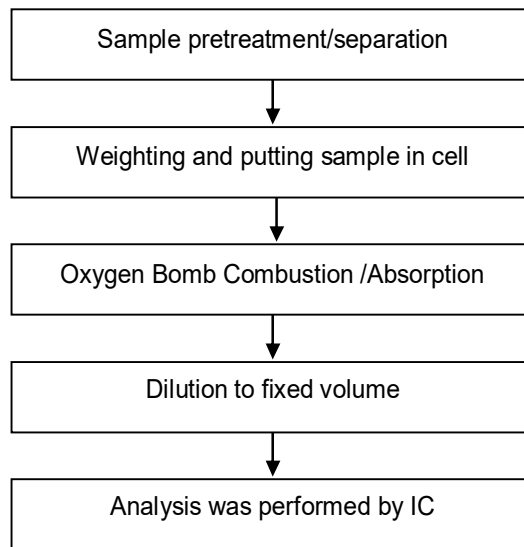 Sample pretreatment/separation
Weighting and putting sample in cell
Oxygen Bomb Combustion /Absorption
Dilution to fixed volume
Analysis was performed by IC